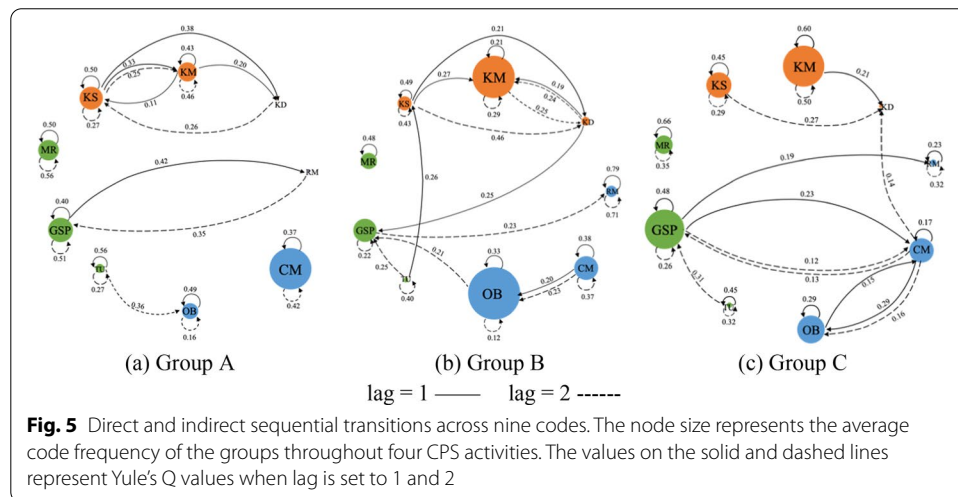 0.38
0.43
0.50
0.33
0.25
KM
0.20
KS
0.11
0.46
KD
0.27
0.26
0.50
MR
0.56
0.42
RM
0.40
0.35
GSP
0.51
0.56
0.37
TL
0.27
0.49
CM
0.36
OB
0.42
0.16
(a) Group A
0.21
0.21
0.49
0.27
KM
0.19
0.24
KS
0.25
0.43
0.29
KD
0.46
0.48
MR
0.26
0.25
0.79
RM
0.71
GSP
0.23
0.22
0.21
0.33
0.38
0.25
0.40
CM
OB
0.20
0.23
0.37
0.12
(b) Group B
0.60
0.45
KM
KS
0.21
0.50
0.29
0.27
KD
0.66
MR
0.35
0.19
0.23
RM
0.32
0.14
0.48
0.23
GSP
0.17
0.26
0.12
0.13
CM
0.31
0.45
0.32
0.29
0.15
0.29
0.16
OB
0.31
(c) Group C
lag = 1 —— lag = 2 ------
Fig. 5 Direct and indirect sequential transitions across nine codes. The node size represents the average
code frequency of the groups throughout four CPS activities. The values on the solid and dashed lines
represent Yule's Q values when lag is set to 1 and 2